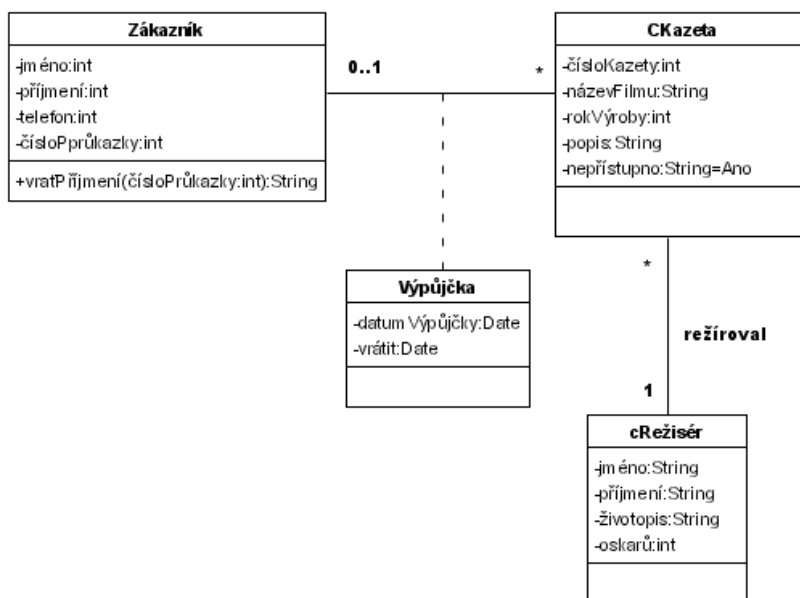 Zákazník
-jméno:int
-příjmení:int
-telefon:int
-čísloPprůkazky:int
+vratPříjmení(čísloPrůkazky:int):String
0..1
*
CKazeta
-čísloKazety:int
-názevFilmu:String
-rokVýroby:int
-popis:String
-nepřístupno:String=Ano
Výpůjčka
-datumVýpůjčky:Date
-vrátit:Date
*
režíroval
1
cRežisér
-jméno:String
-příjmení:String
-životopis:String
-oskarů:int